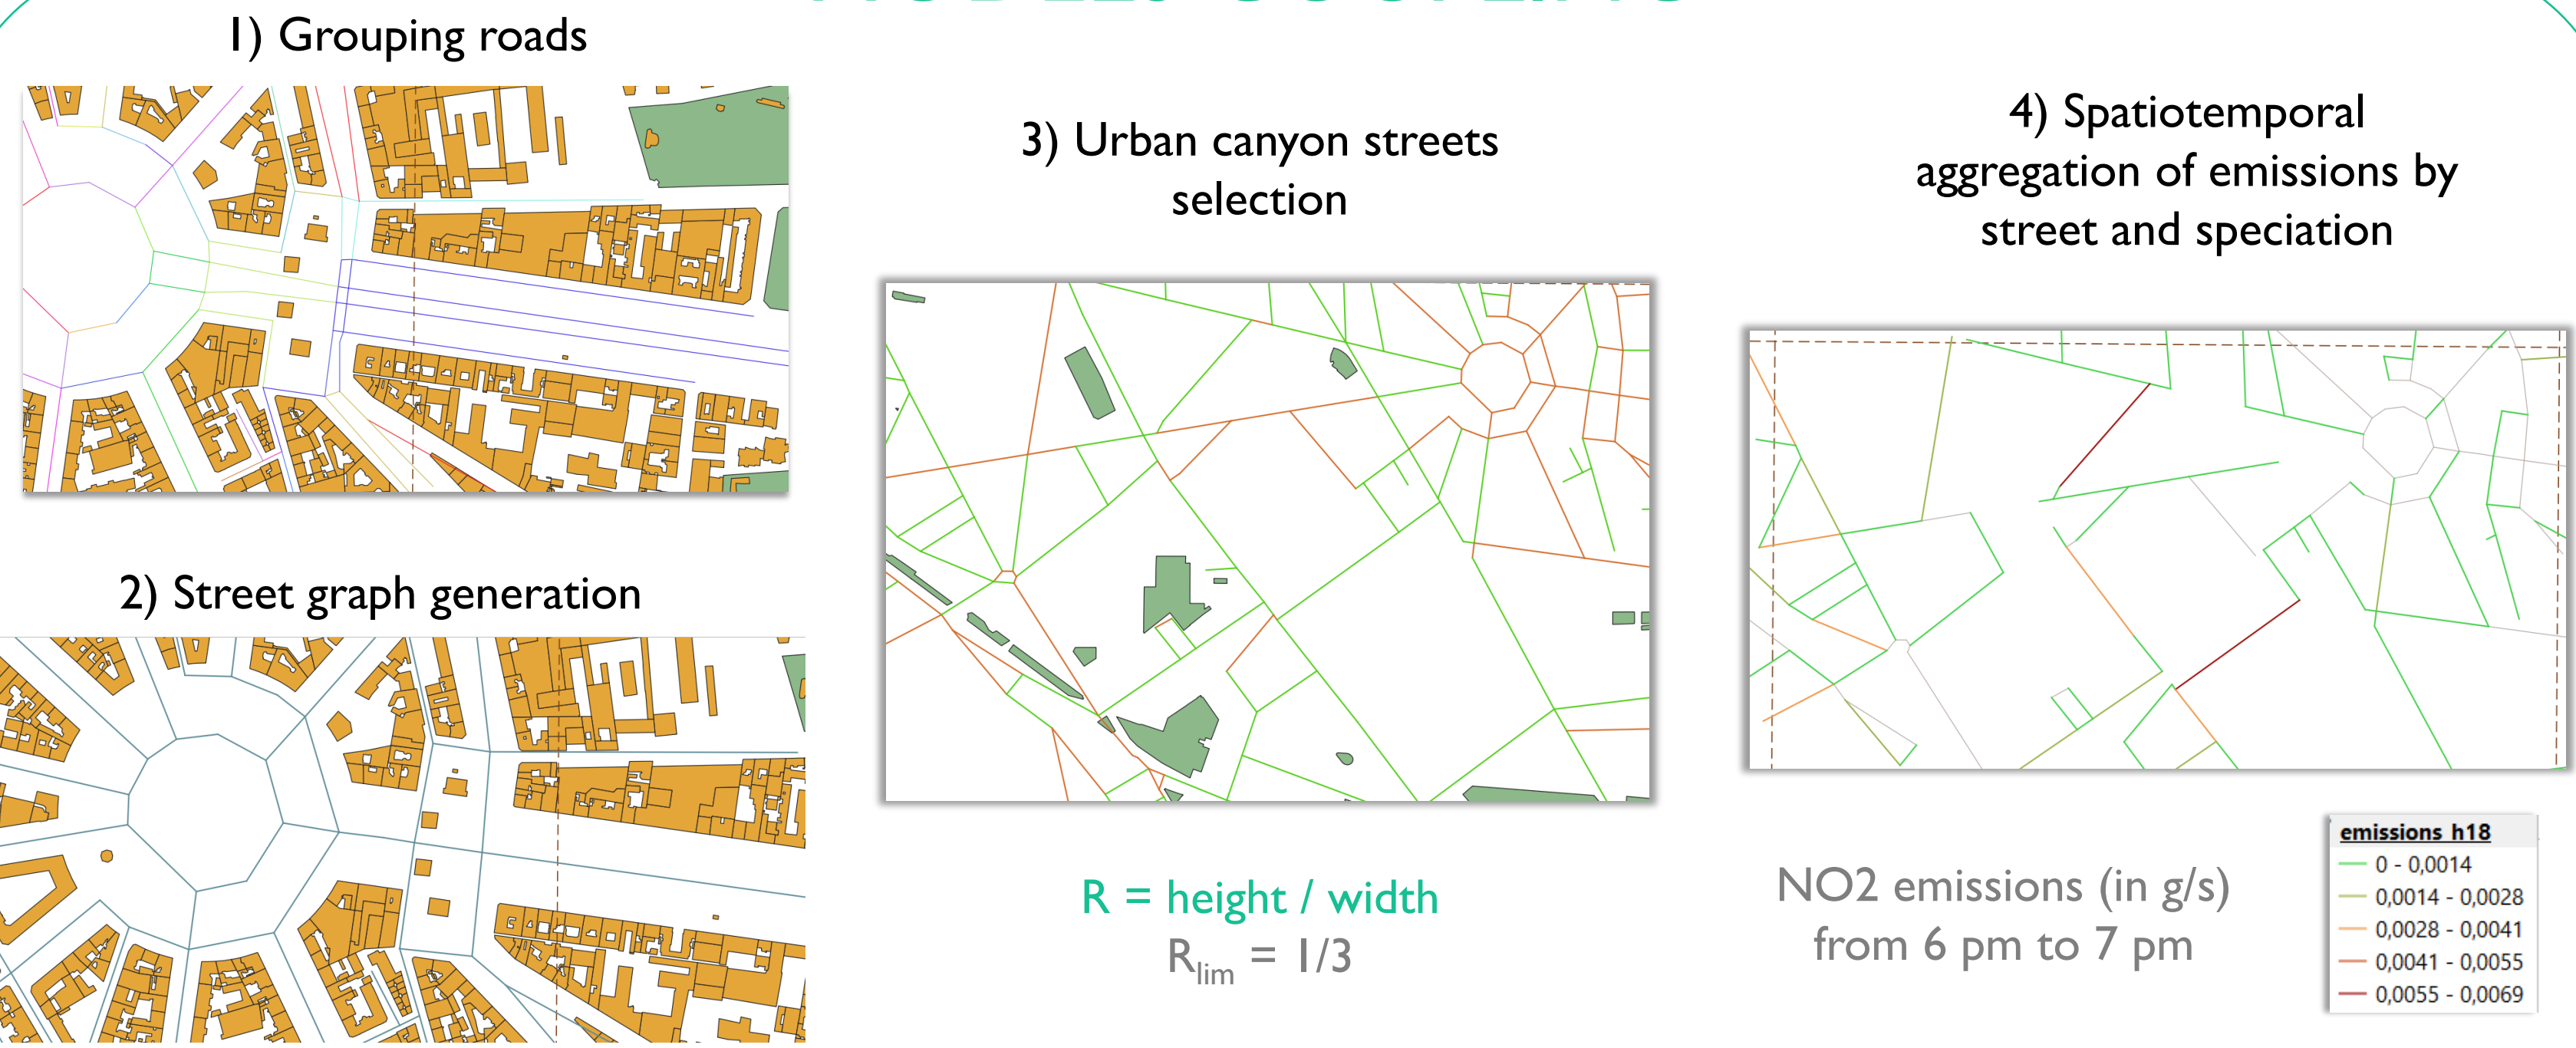 1) Grouping roads
2) Street graph generation
3) Urban canyon streets
selection
R = height / width
Rlim = 1/3
4) Spatiotemporal
aggregation of emissions by
street and speciation
NO2 emissions (in g/s)
from 6 pm to 7 pm
emissions_h18
0 - 0,0014
0,0014 - 0,0028
0,0028 - 0,0041
0,0041 - 0,0055
0,0055 - 0,0069